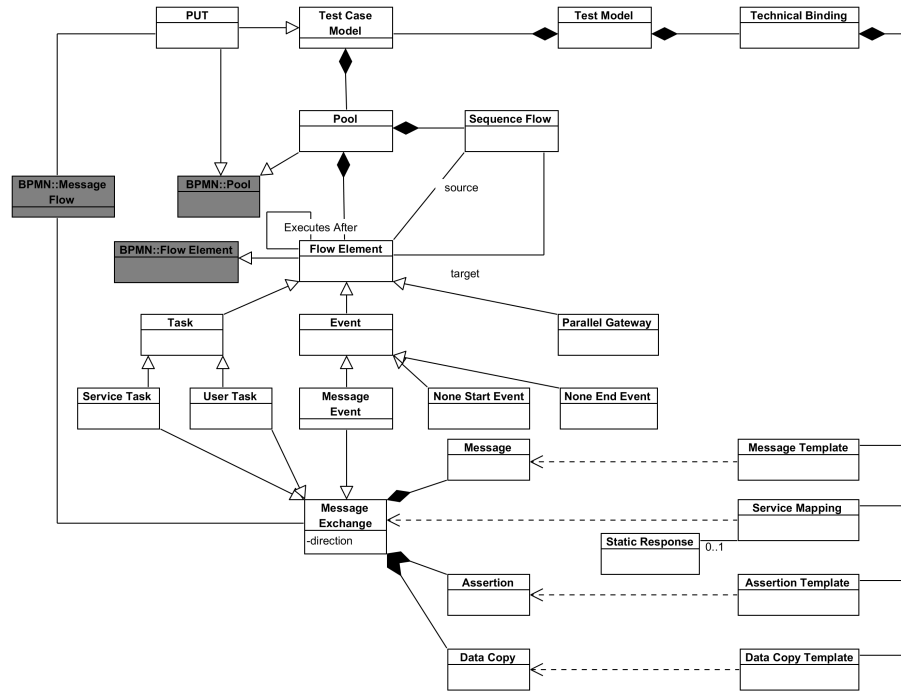 PUT
Test Case
Model
Test Model
Technical Binding
Pool
Sequence Flow
BPMN::Message
Flow
BPMN::Pool
source
Executes After
BPMN::Flow Element
Flow Element
target
Task
Event
Parallel Gateway
Service Task
User Task
Message
Event
None Start Event
None End Event
Message
Message Template
Message
Exchange
-direction
Service Mapping
Static Response
0..1
Assertion
Assertion Template
Data Copy
Data Copy Template